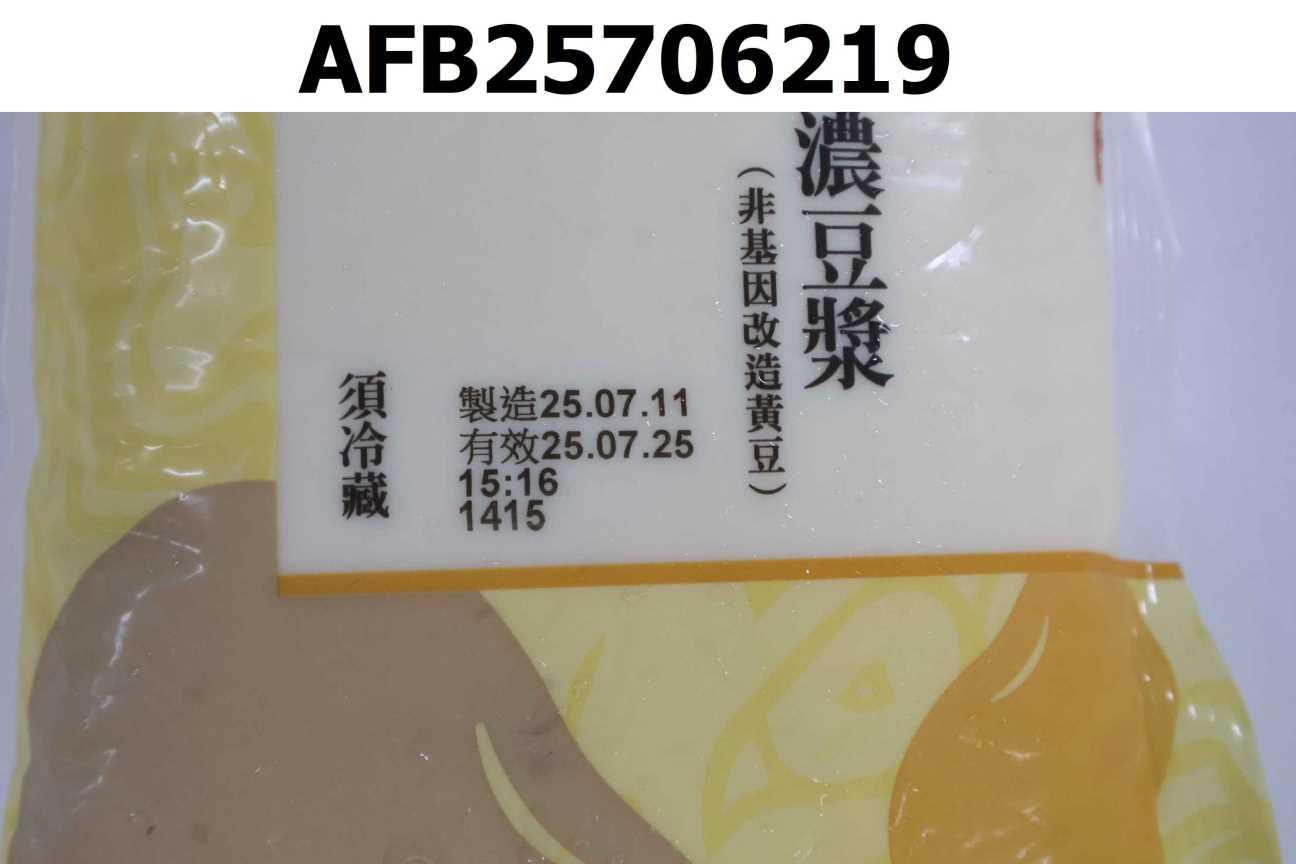 AFB25706219
濃豆漿
（非基因改造黃豆）
須冷藏
製造25.07.11
有效25.07.25
15:16
1415